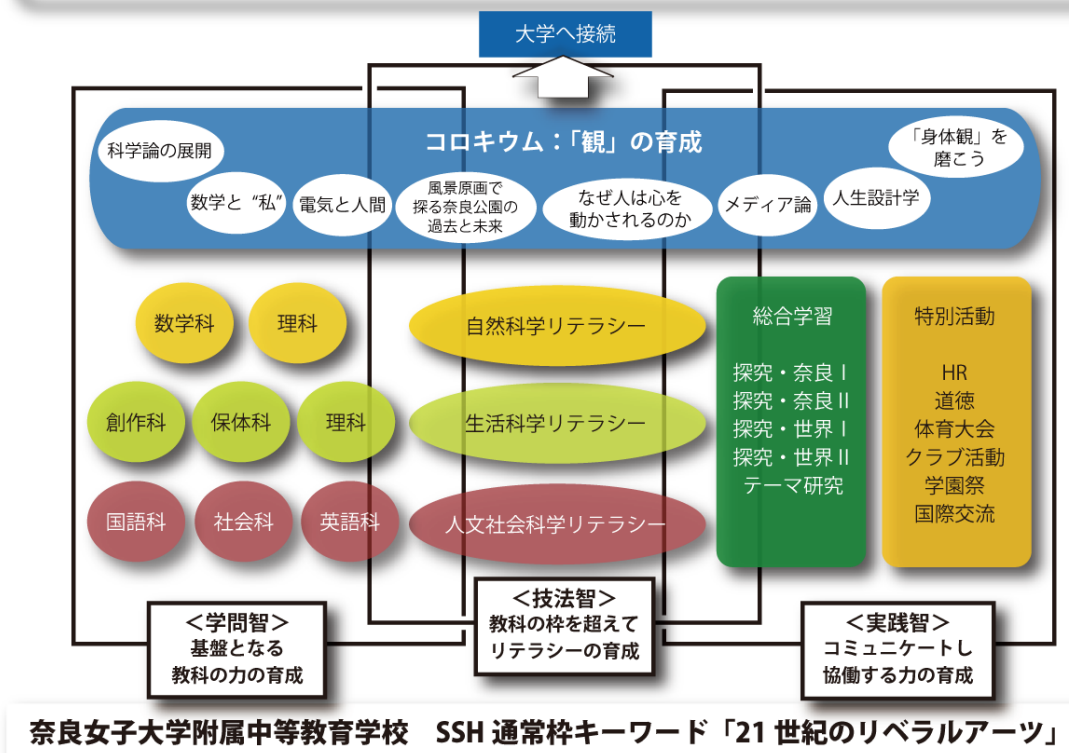 大学へ接続
コロキウム：「観」の育成
科学論の展開
数学と“私”
電気と人間
風景原画で
探る奈良公園の
過去と未来
なぜ人は心を
動かされるのか
メディア論
人生設計学
「身体観」を
磨こう
数学科
理科
自然科学リテラシー
創作科
保体科
理科
生活科学リテラシー
国語科
社会科
英語科
人文社会科学リテラシー
総合学習
探究・奈良Ⅰ
探究・奈良Ⅱ
探究・世界Ⅰ
探究・世界Ⅱ
テーマ研究
特別活動
HR
道徳
体育大会
クラブ活動
学園祭
国際交流
＜学問智＞
基盤となる
教科の力の育成
＜技法智＞
教科の枠を超えて
リテラシーの育成
＜実践智＞
コミュニケートし
協働する力の育成
奈良女子大学附属中等教育学校　SSH 通常枠キーワード「21 世紀のリベラルアーツ」